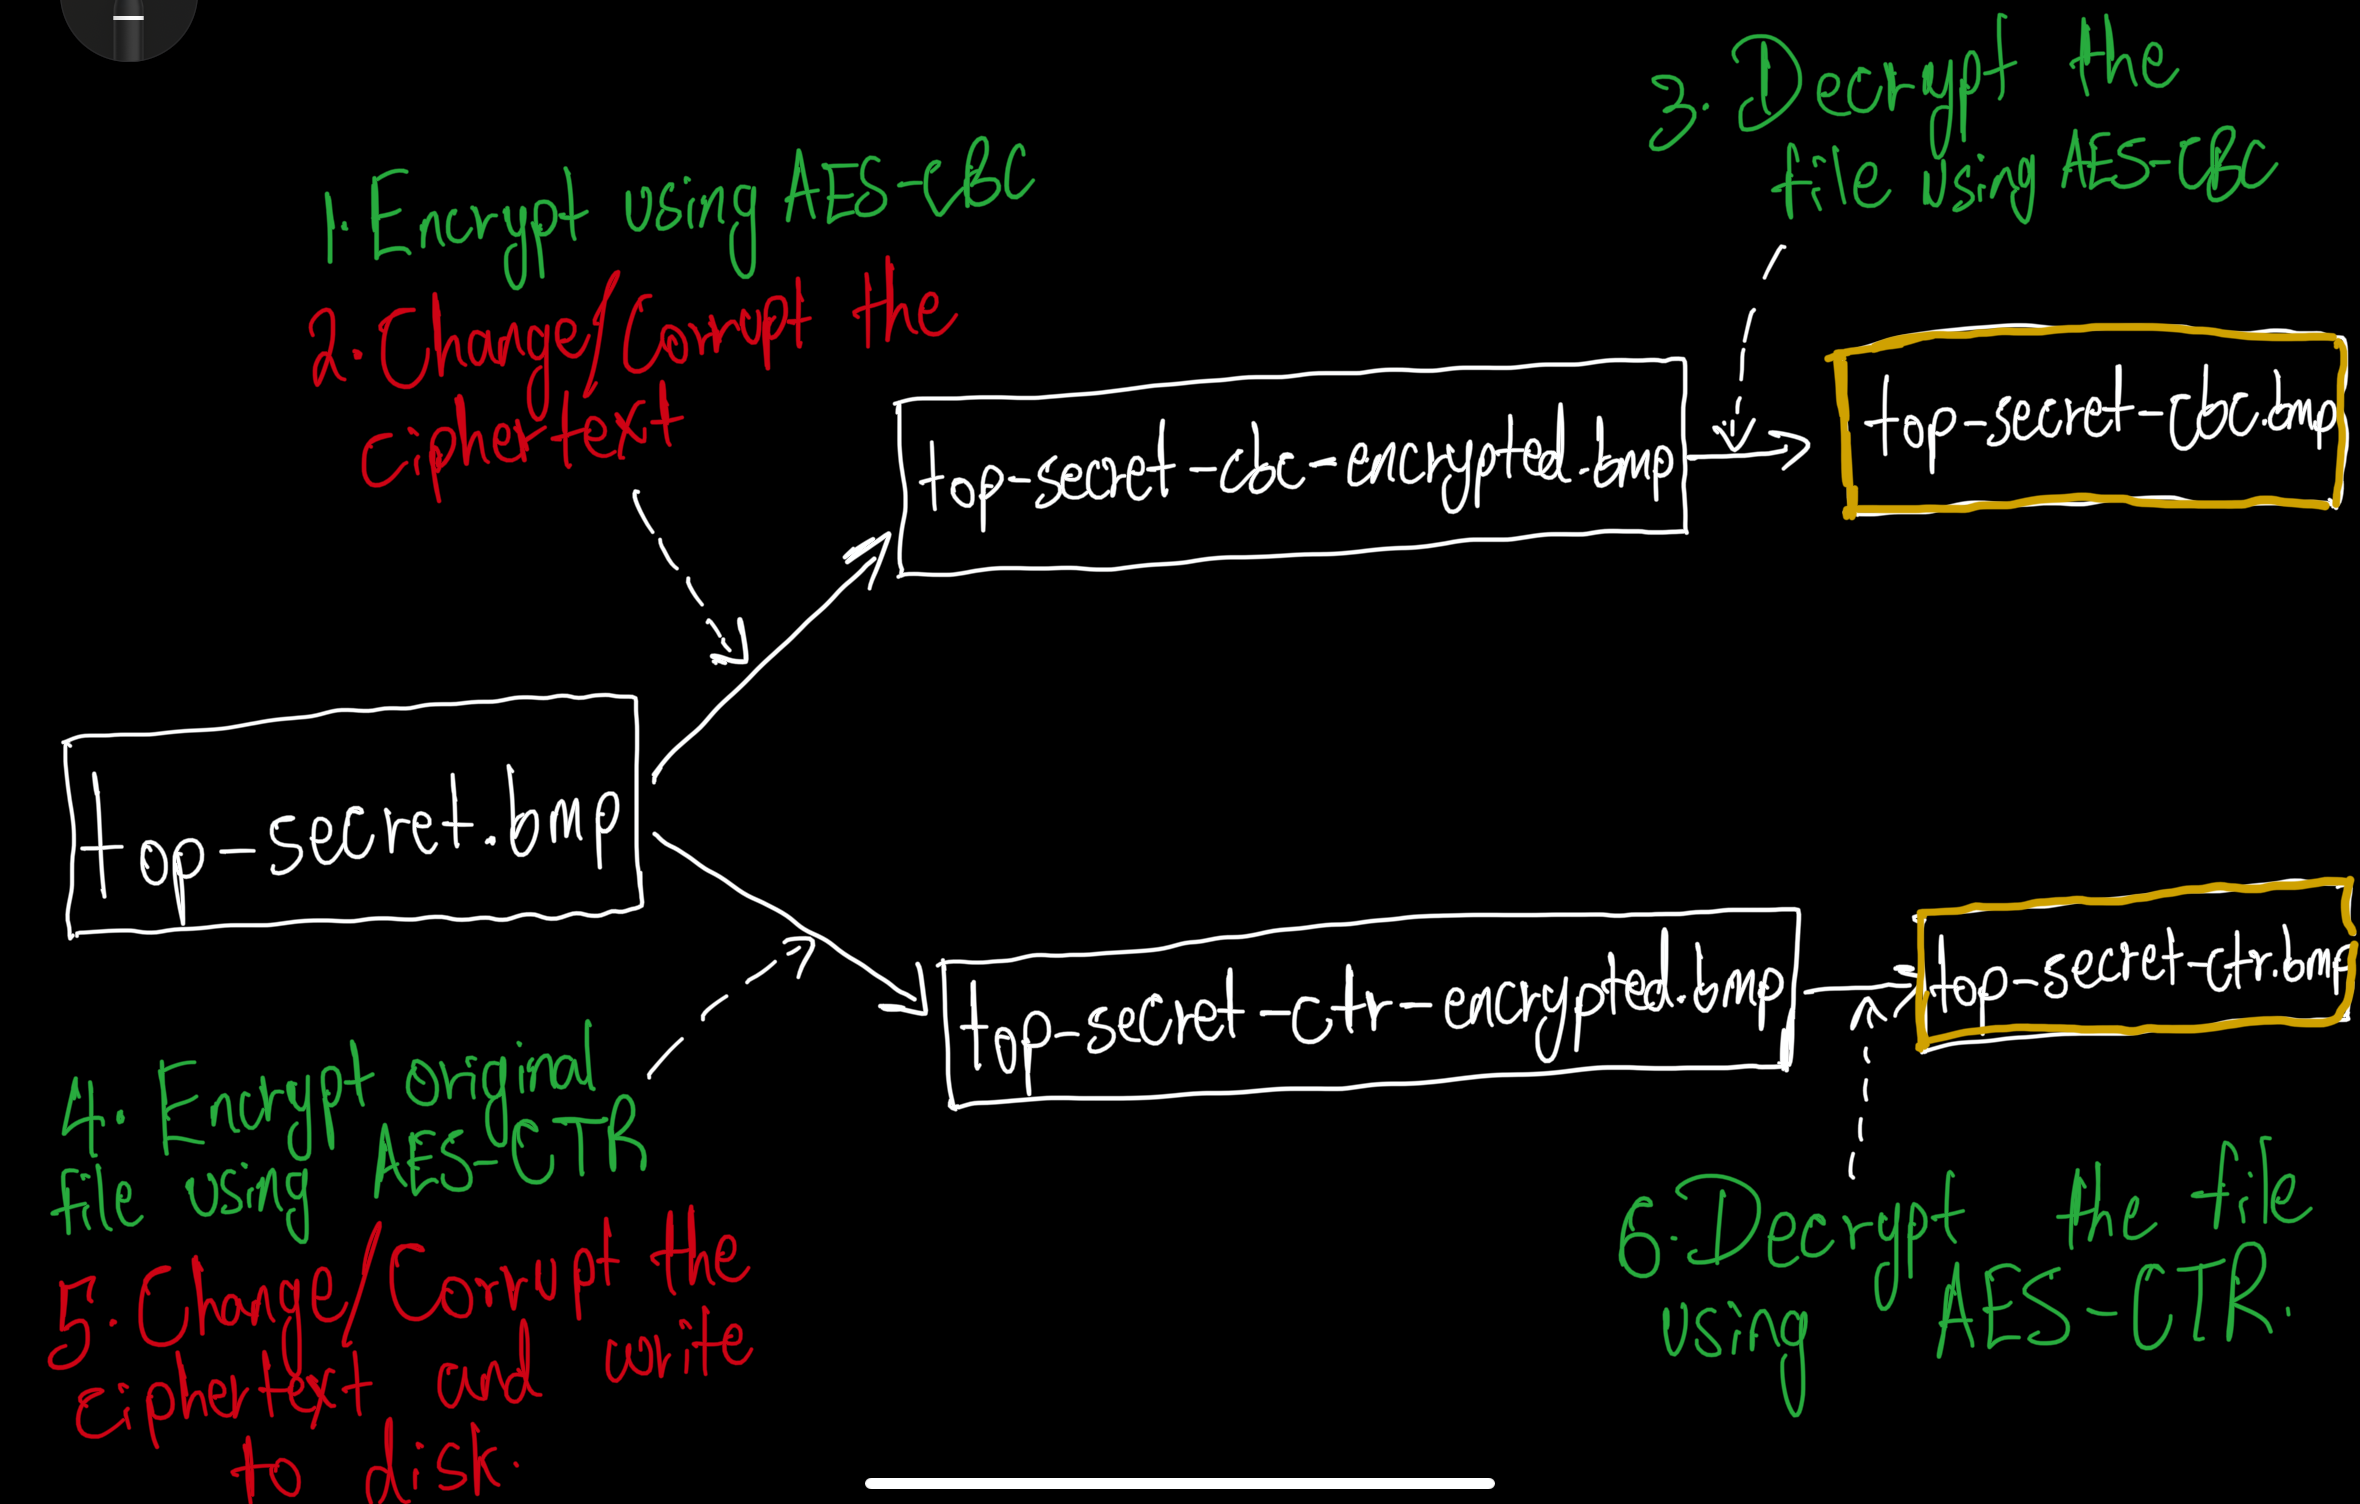 1. Encrypt using AES-CBC
2. Change/Corrupt the
ciphertext
3. Decrypt the
file using AES-CBC
top-secret-cbc-encrypted.bmp
top-secret-cbc.bmp
top-secret.bmp
top-secret-ctr-encrypted.bmp
top-secret-ctr.bmp
4. Encrypt original
file using AES-CTR
5. Change/Corrupt the
ciphertext and write
to disk.
6. Decrypt the file
using AES-CTR.